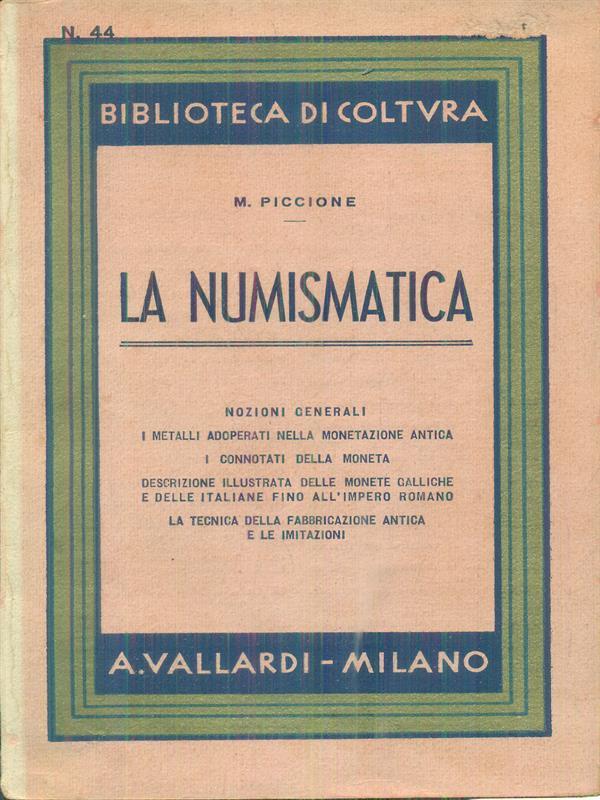 N. 44
BIBLIOTECA DI COLTVRA
M. PICCIONE
LA NUMISMATICA
NOZIONI GENERALI
I METALLI ADOPERATI NELLA MONETAZIONE ANTICA
I CONNOTATI DELLA MONETA
DESCRIZIONE ILLUSTRATA DELLE MONETE GALLICHE
E DELLE ITALIANE FINO ALL'IMPERO ROMANO
LA TECNICA DELLA FABBRICAZIONE ANTICA
E LE IMITAZIONI
A.VALLARDI - MILANO